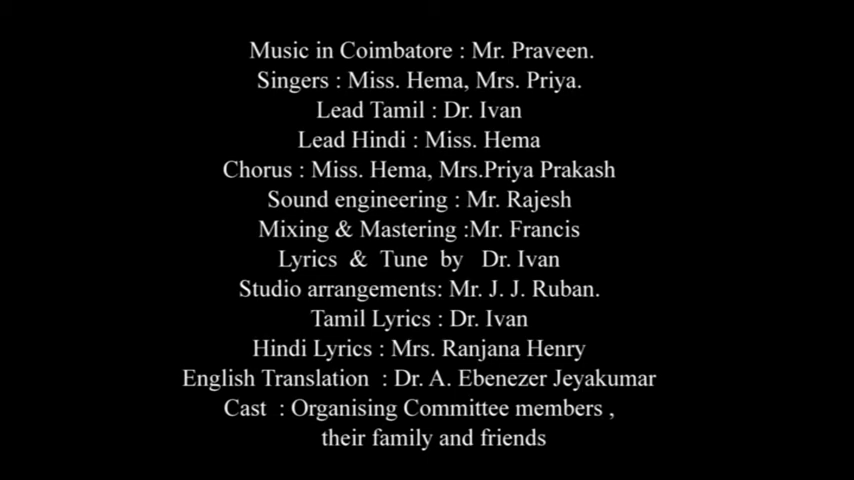 Music in Coimbatore : Mr. Praveen.
Singers : Miss. Hema, Mrs. Priya.
Lead Tamil : Dr. Ivan
Lead Hindi : Miss. Hema
Chorus : Miss. Hema, Mrs.Priya Prakash
Sound engineering : Mr. Rajesh
Mixing & Mastering :Mr. Francis
Lyrics & Tune by Dr. Ivan
Studio arrangements: Mr. J. J. Ruban.
Tamil Lyrics : Dr. Ivan
Hindi Lyrics : Mrs. Ranjana Henry
English Translation : Dr. A. Ebenezer Jeyakumar
Cast : Organising Committee members ,
their family and friends